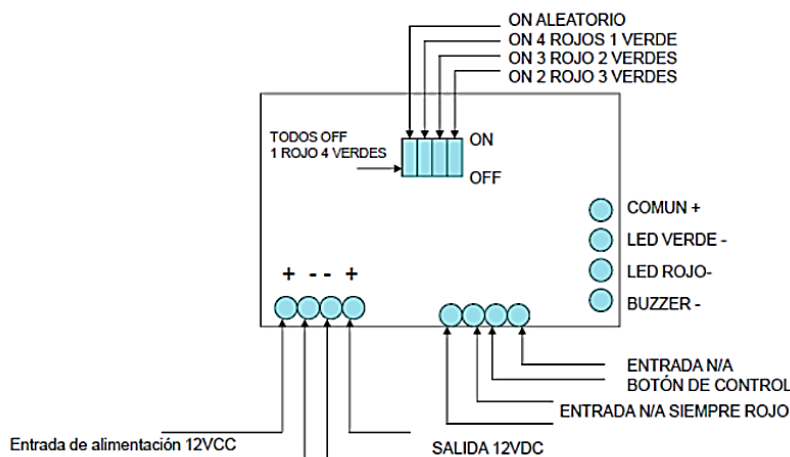 ON ALEATORIO
ON 4 ROJOS 1 VERDE
ON 3 ROJO 2 VERDES
ON 2 ROJO 3 VERDES
TODOS OFF
1 ROJO 4 VERDES
ON
OFF
COMUN +
LED VERDE -
LED ROJO-
BUZZER -
+ - - +
ENTRADA N/A
BOTÓN DE CONTROL
ENTRADA N/A SIEMPRE ROJO
Entrada de alimentación 12VCC
SALIDA 12VDC